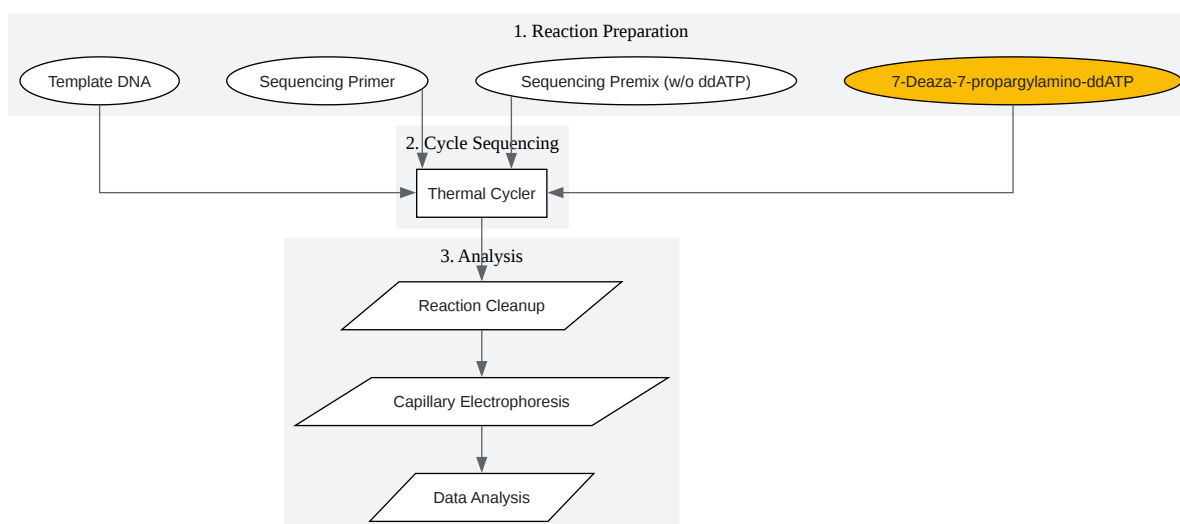 1. Reaction Preparation
Template DNA
Sequencing Primer
Sequencing Premix (w/o ddATP)
7-Deaza-7-propargylamino-ddATP
2. Cycle Sequencing
Thermal Cycler
3. Analysis
Reaction Cleanup
Capillary Electrophoresis
Data Analysis